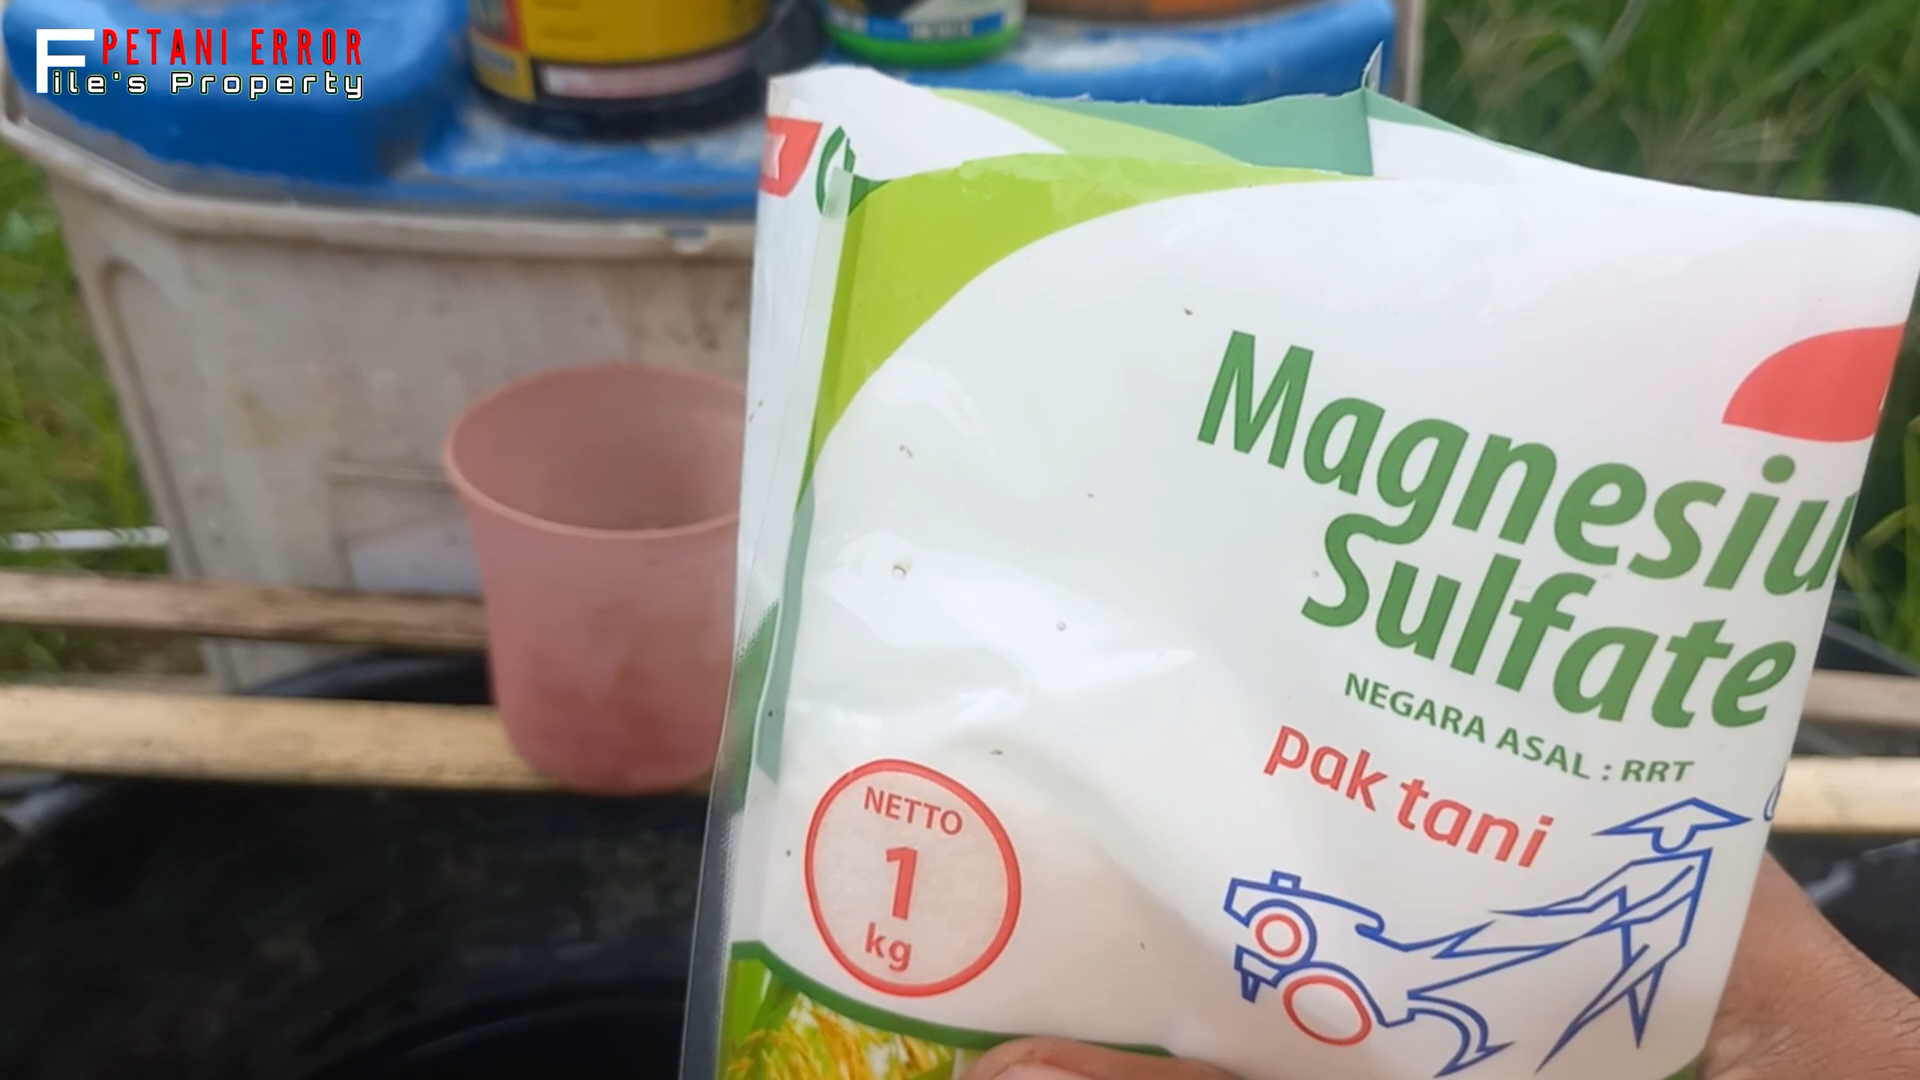 PETANI ERROR
File's Property
Magnesiu
Sulfate
NEGARA ASAL : RRT
pak tani
NETTO
1
kg